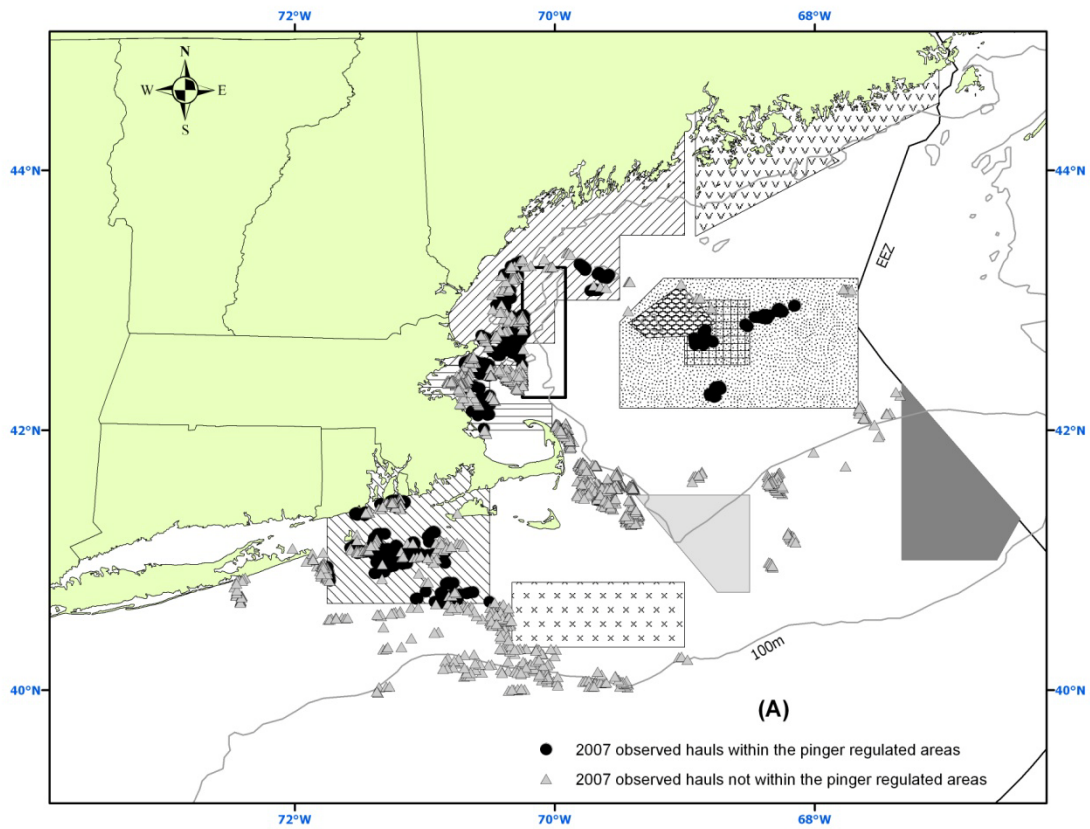 72°W 70°W 68°W
N
W E
S
44°N 44°N
EEZ
42°N 42°N
100m
40°N 40°N
(A)
2007 observed hauls within the pinger regulated areas
2007 observed hauls not within the pinger regulated areas
72°W 70°W 68°W